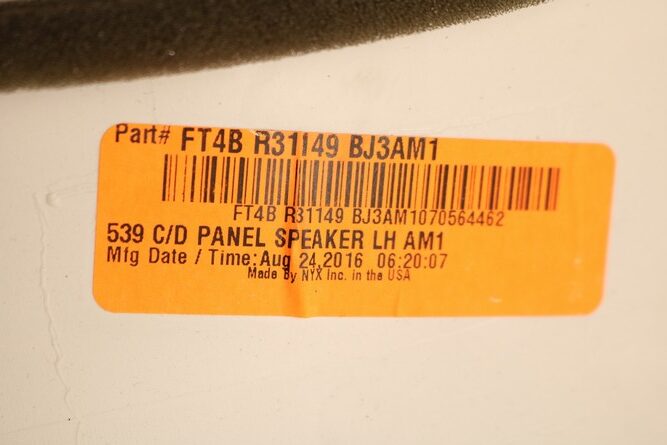 Part# FT4B R31149 BJ3AM1
FT4B R31149 BJ3AM1070564462
539 C/D PANEL SPEAKER LH AM1
Mfg Date / Time:Aug 24,2016 06:20:07
Made By NYX Inc. in the USA